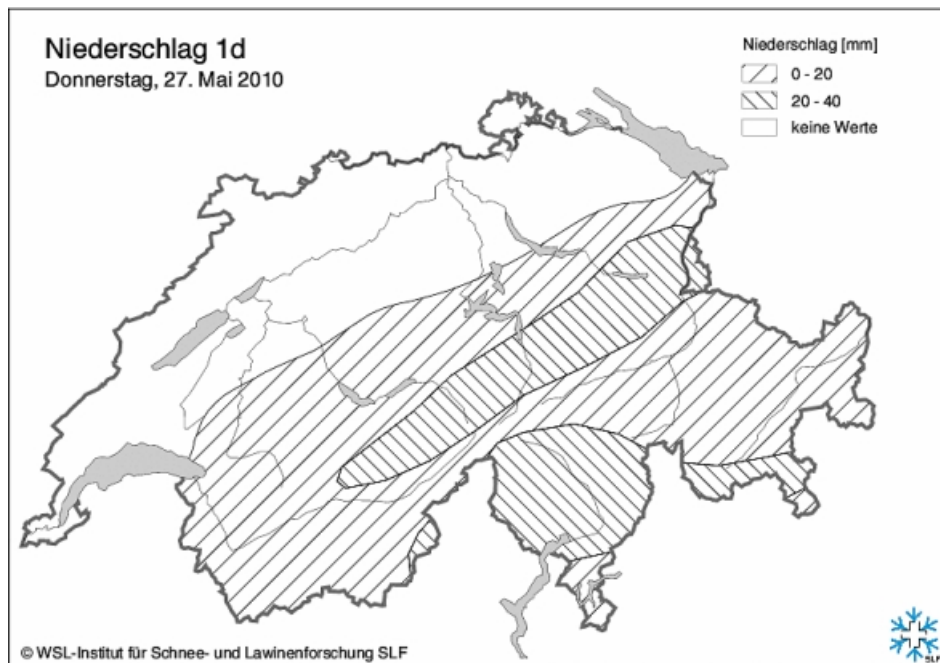 Niederschlag 1d
Donnerstag, 27. Mai 2010
Niederschlag [mm]
0 - 20
20 - 40
keine Werte
© WSL-Institut für Schnee- und Lawinenforschung SLF
SLF